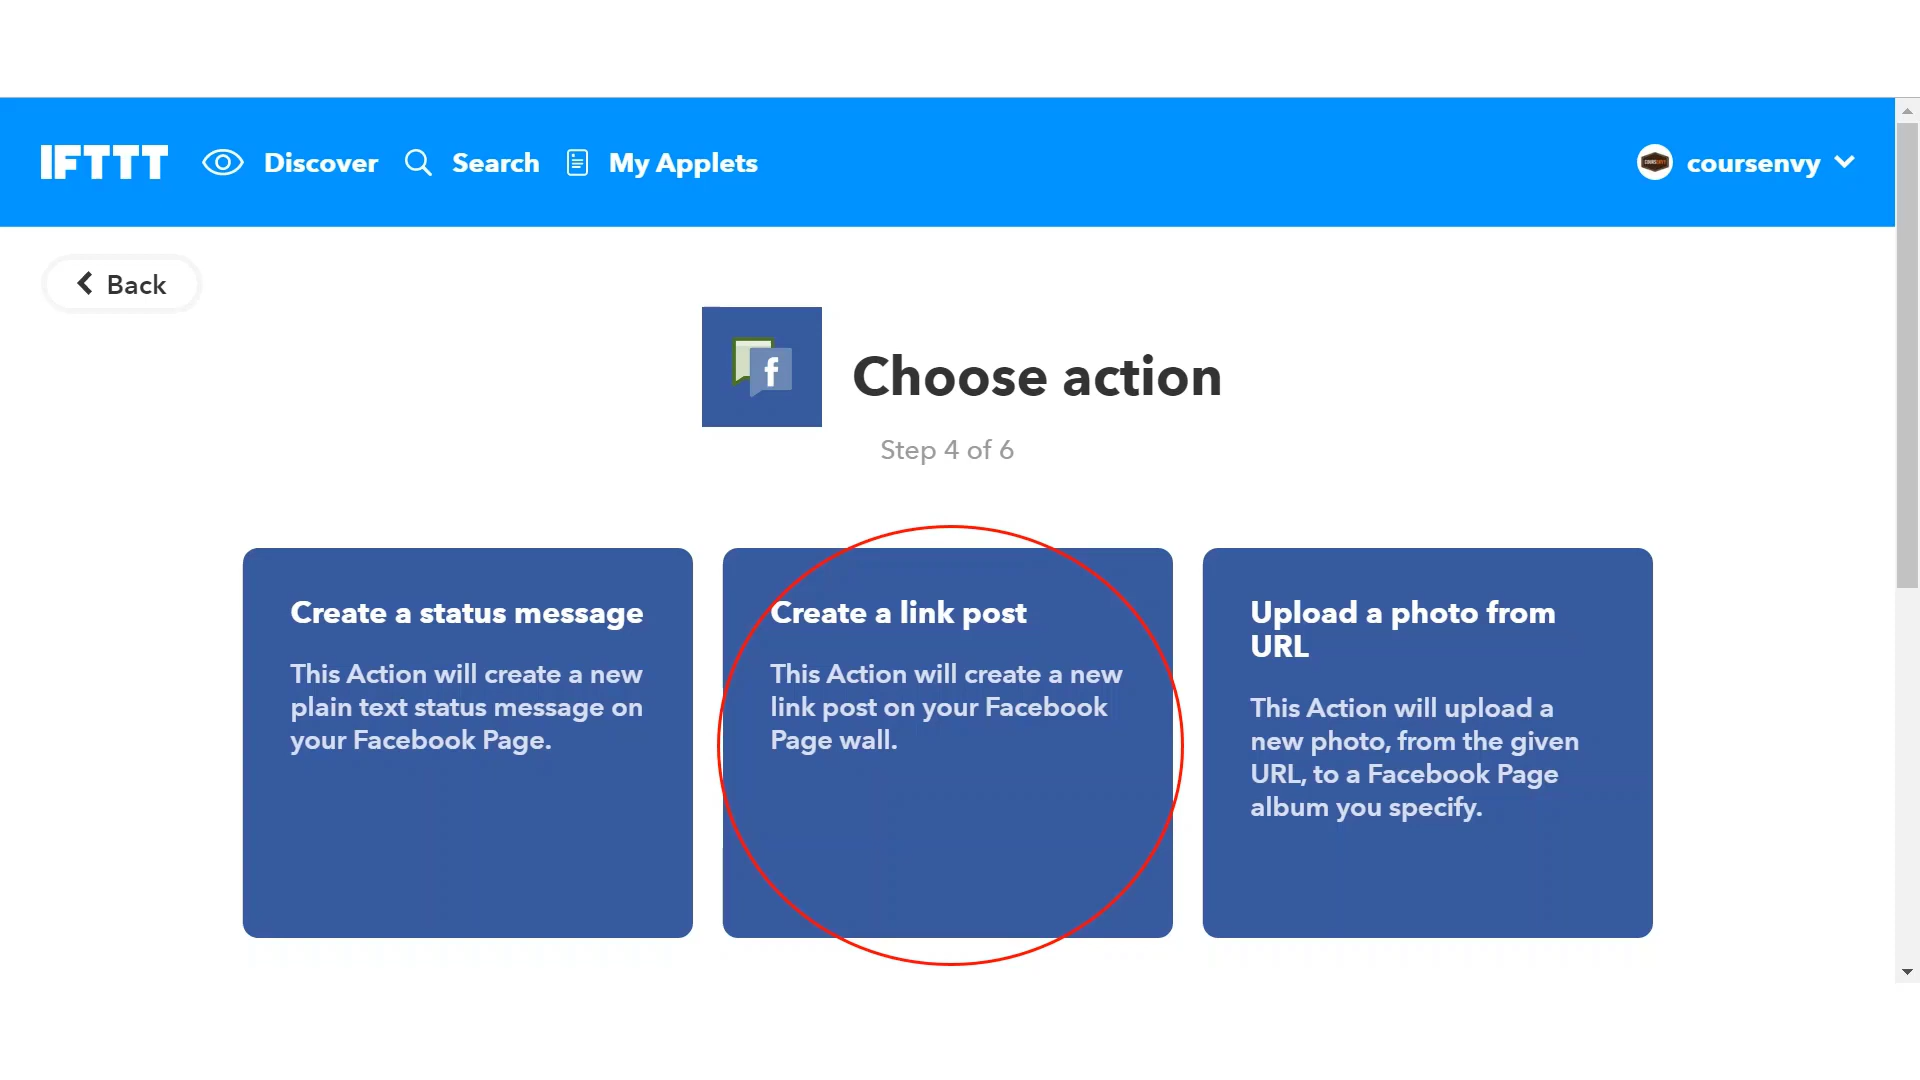 IFTTT Discover Search My Applets coursenvy
Back
f
Choose action
Step 4 of 6
Create a status message
This Action will create a new
plain text status message on
your Facebook Page.
Create a link post
This Action will create a new
link post on your Facebook
Page wall.
Upload a photo from
URL
This Action will upload a
new photo, from the given
URL, to a Facebook Page
album you specify.